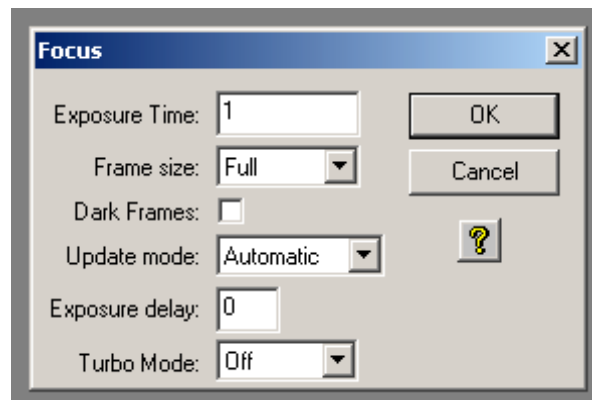 Focus
Exposure Time: 1
OK
Frame size: Full
Cancel
Dark Frames:
Update mode: Automatic
?
Exposure delay: 0
Turbo Mode: Off